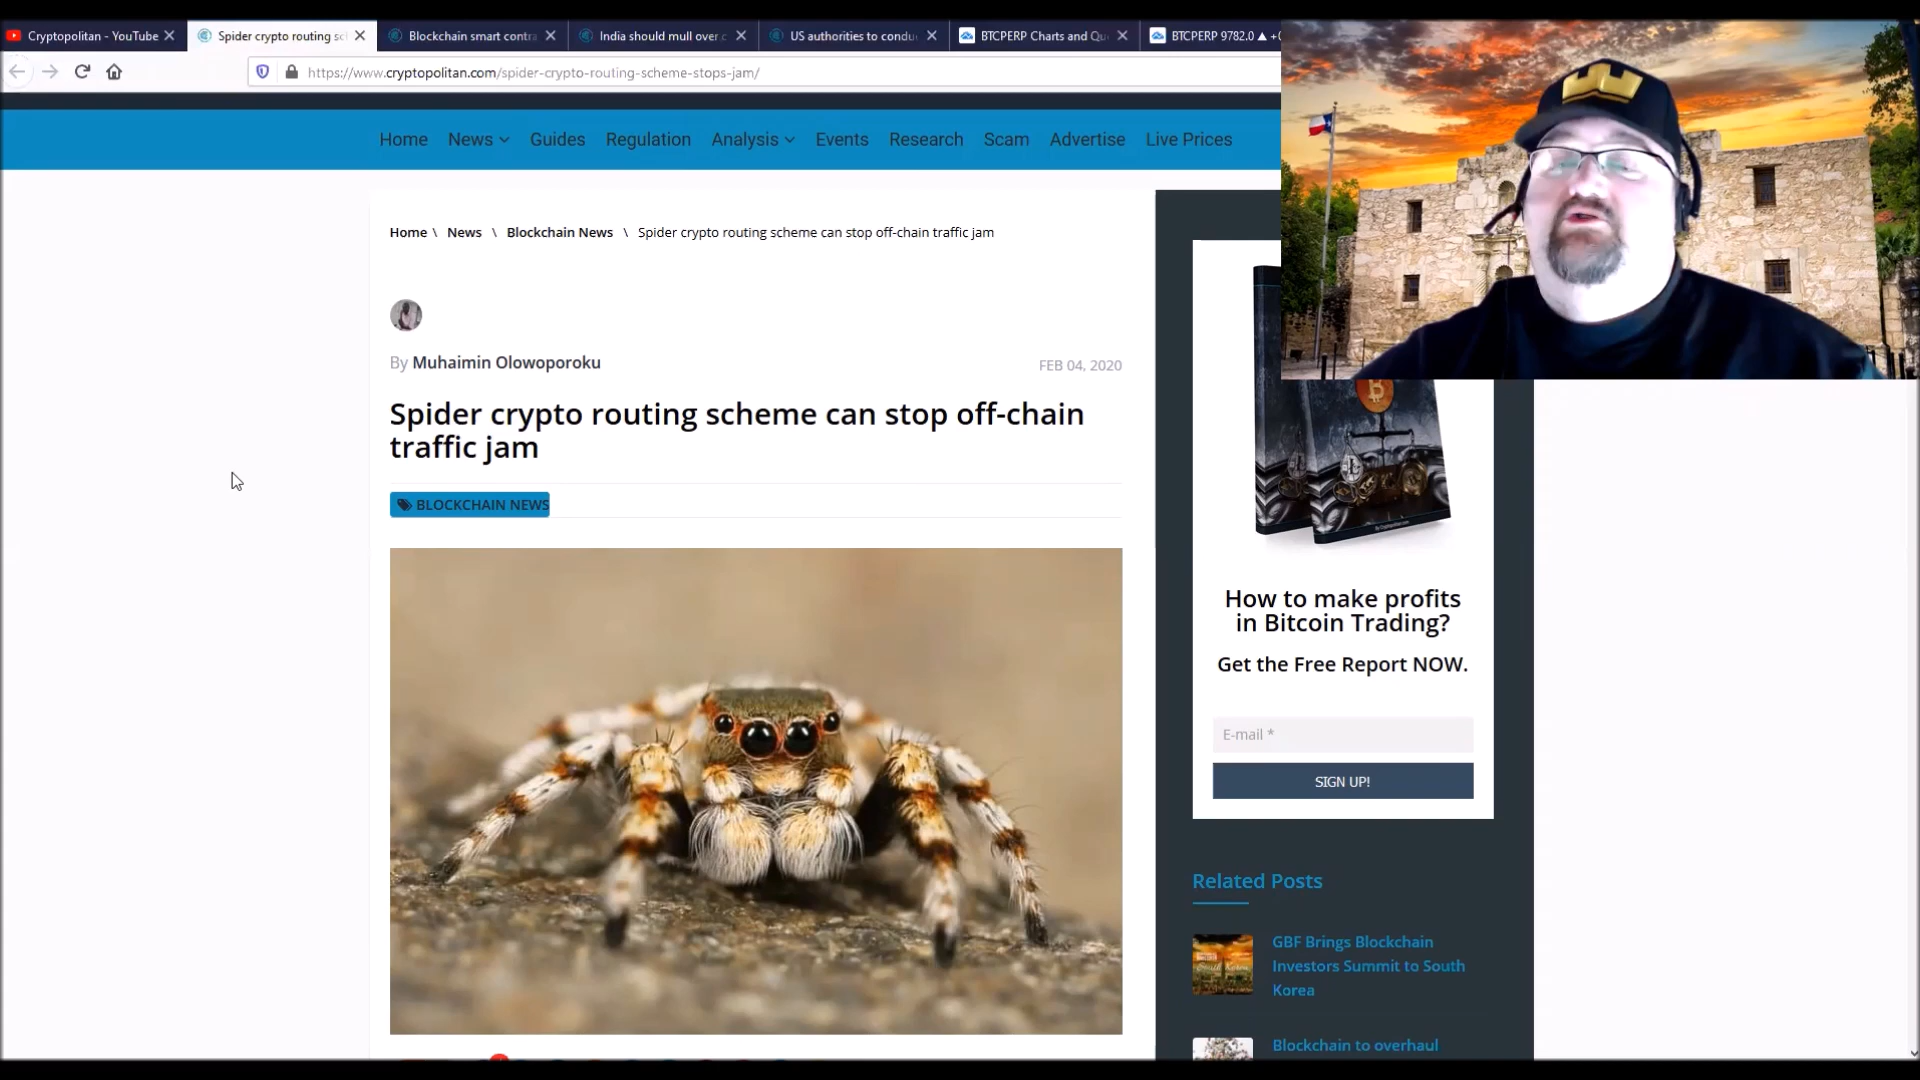 Cryptopolitan - YouTube
Spider crypto routing sc
Blockchain smart contra
India should mull over c
US authorities to condu
BTCPERP Charts and Qu
BTCPERP 9782.0 ▲ +0
https://www.cryptopolitan.com/spider-crypto-routing-scheme-stops-jam/
Home News Guides Regulation Analysis Events Research Scam Advertise Live Prices
Home \ News \ Blockchain News \ Spider crypto routing scheme can stop off-chain traffic jam
By Muhaimin Olowoporoku
FEB 04, 2020
Spider crypto routing scheme can stop off-chain
traffic jam
BLOCKCHAIN NEWS
How to make profits
in Bitcoin Trading?
Get the Free Report NOW.
E-mail *
SIGN UP!
Related Posts
GBF Brings Blockchain
Investors Summit to South
Korea
Blockchain to overhaul